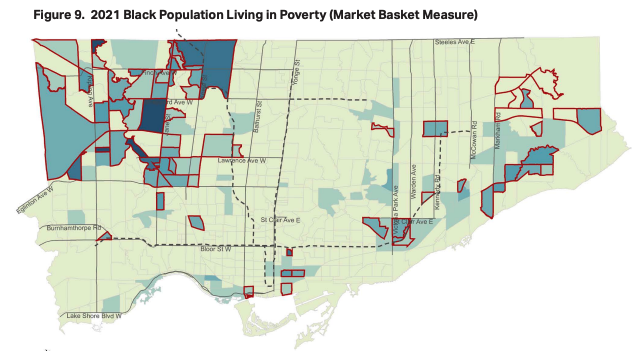 Figure 9.  2021 Black Population Living in Poverty (Market Basket Measure)
Steeles Ave E
Yonge St
Bathurst St
Lawrence Ave W
McCowan Rd
Markham Rd
Warden Ave
Kennedy Rd
Victoria Park Ave
Eglinton Ave W
St Clair Ave E
Burnhamthorpe Rd
Bloor St W
Lake Shore Blvd W